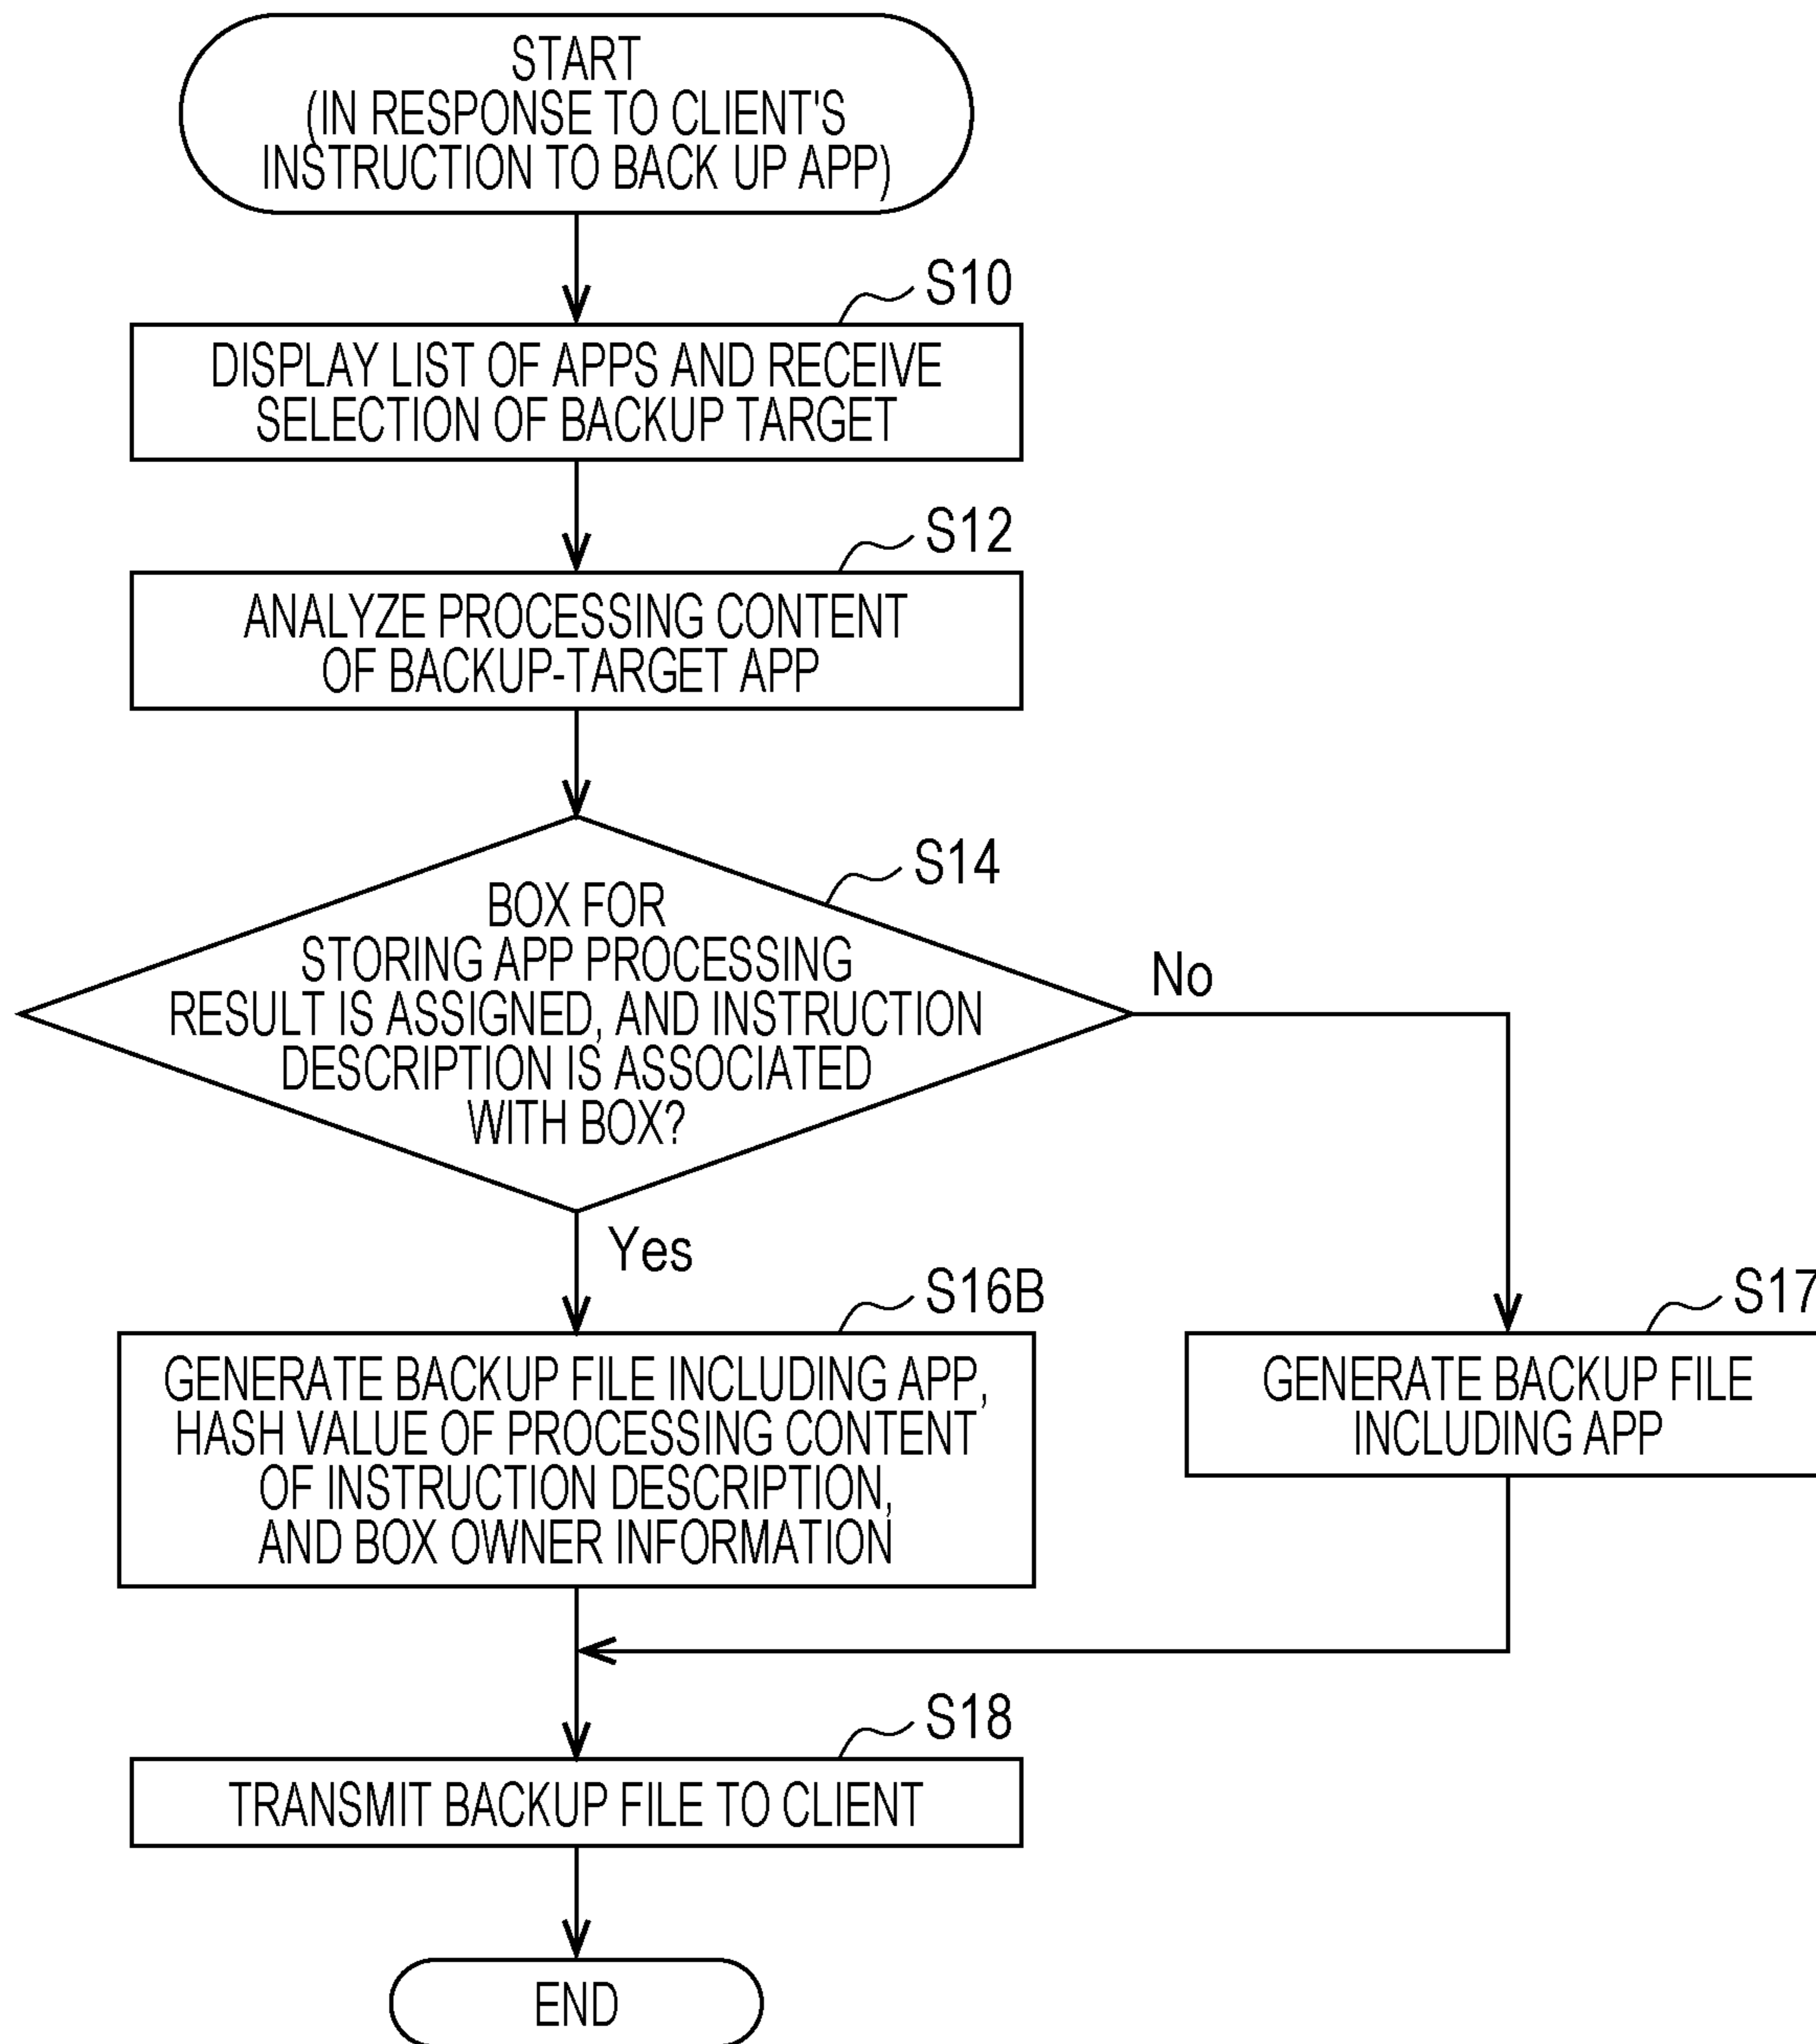 START
(IN RESPONSE TO CLIENT'S
INSTRUCTION TO BACK UP APP)
S10
DISPLAY LIST OF APPS AND RECEIVE
SELECTION OF BACKUP TARGET
S12
ANALYZE PROCESSING CONTENT
OF BACKUP-TARGET APP
S14
BOX FOR
STORING APP PROCESSING
RESULT IS ASSIGNED, AND INSTRUCTION
DESCRIPTION IS ASSOCIATED
WITH BOX?
No
Yes
S16B
GENERATE BACKUP FILE INCLUDING APP,
HASH VALUE OF PROCESSING CONTENT
OF INSTRUCTION DESCRIPTION,
AND BOX OWNER INFORMATION
S17
GENERATE BACKUP FILE
INCLUDING APP
S18
TRANSMIT BACKUP FILE TO CLIENT
END